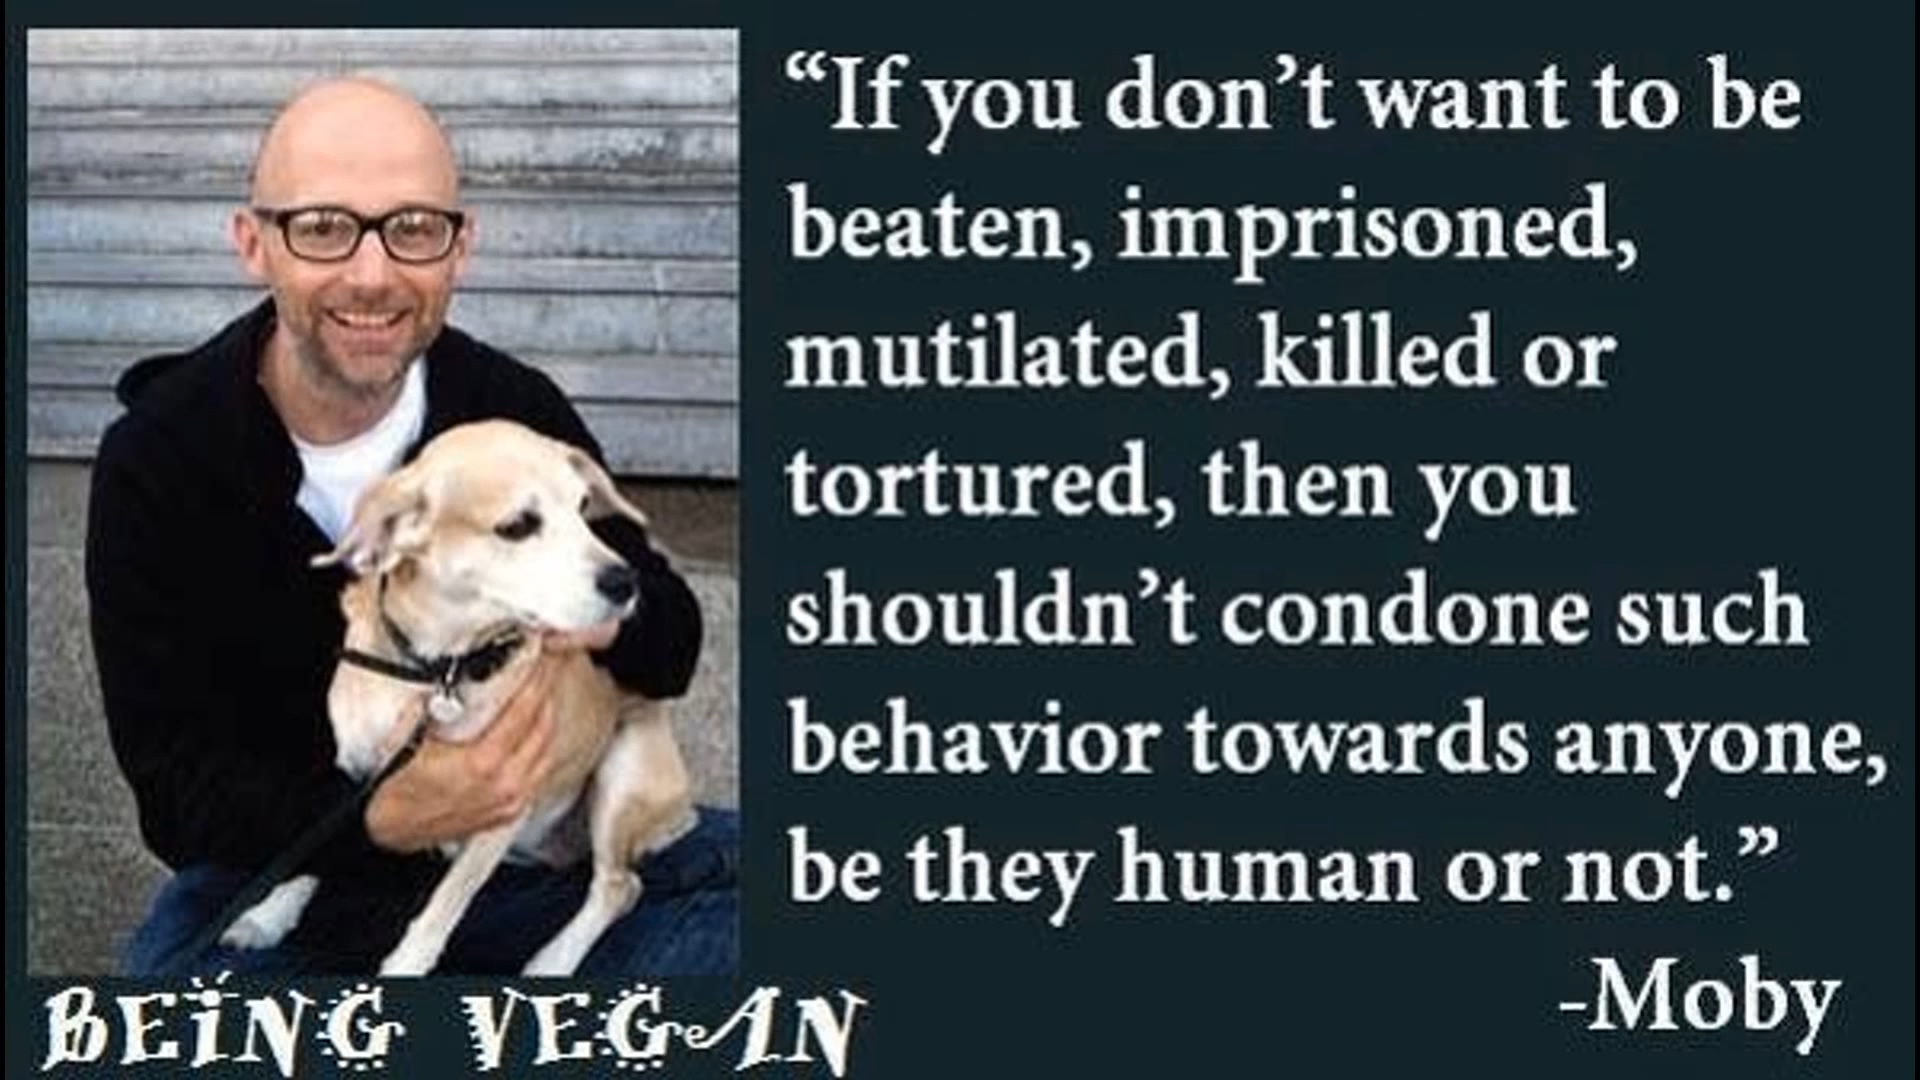 “If you don’t want to be
beaten, imprisoned,
mutilated, killed or
tortured, then you
shouldn’t condone such
behavior towards anyone,
be they human or not.”
-Moby
BEING VEGAN